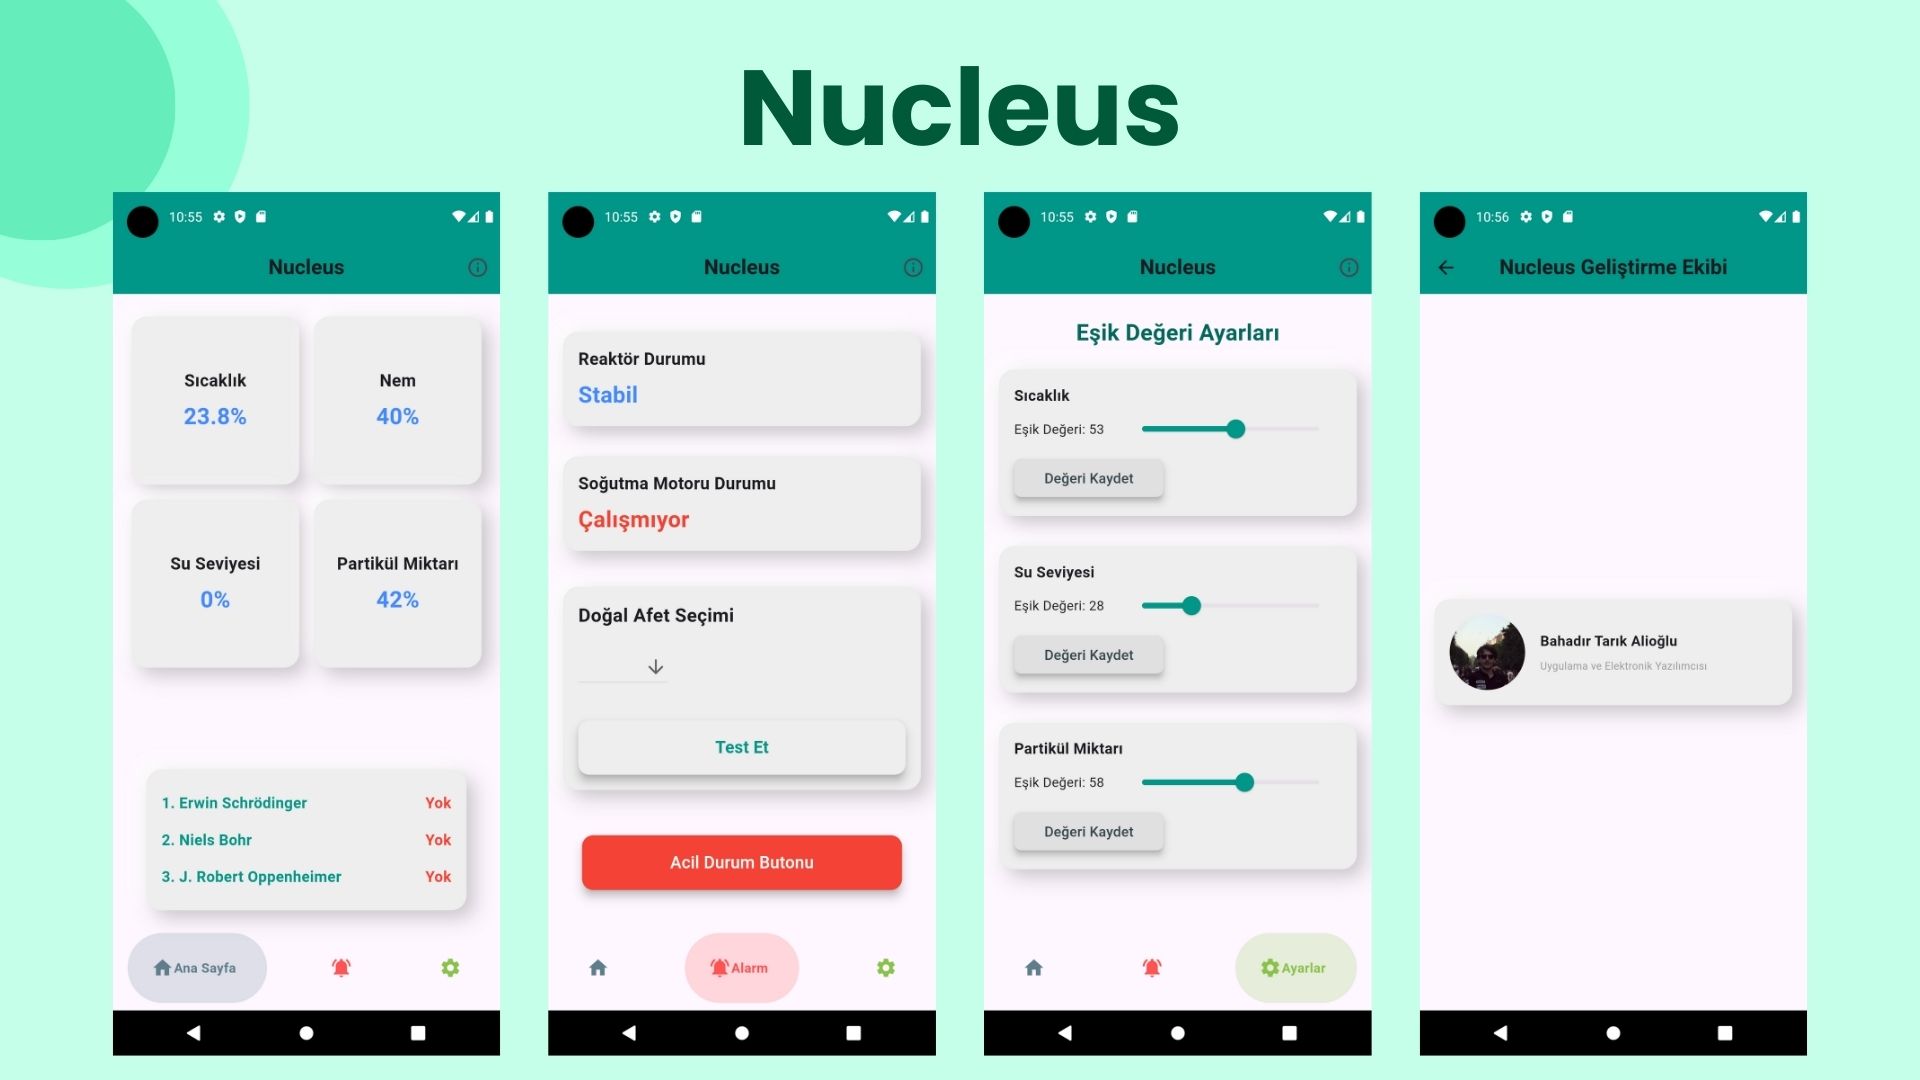 Nucleus
10:55
Nucleus
Sıcaklık
23.8%
Nem
40%
Su Seviyesi
0%
Partikül Miktarı
42%
1. Erwin Schrödinger Yok
2. Niels Bohr Yok
3. J. Robert Oppenheimer Yok
Ana Sayfa
10:55
Nucleus
Reaktör Durumu
Stabil
Soğutma Motoru Durumu
Çalışmıyor
Doğal Afet Seçimi
Test Et
Acil Durum Butonu
Alarm
10:55
Nucleus
Eşik Değeri Ayarları
Sıcaklık
Eşik Değeri: 53
Değeri Kaydet
Su Seviyesi
Eşik Değeri: 28
Değeri Kaydet
Partikül Miktarı
Eşik Değeri: 58
Değeri Kaydet
Ayarlar
10:56
Nucleus Geliştirme Ekibi
Bahadır Tarık Alioğlu
Uygulama ve Elektronik Yazılımcısı